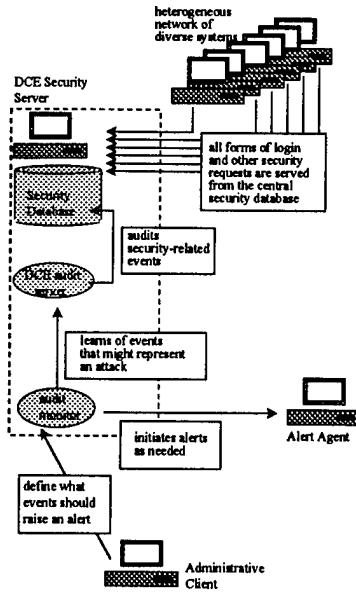 heterogeneous
network of
diverse systems
DCE Security
Server
all forms of login
and other security
requests are served
from the central
security database
Security
Database
audits
security-related
events
DCE audit
server
learns of events
that might represent
an attack
audit
monitor
initiates alerts
as needed
Alert Agent
define what
events should
raise an alert
Administrative
Client